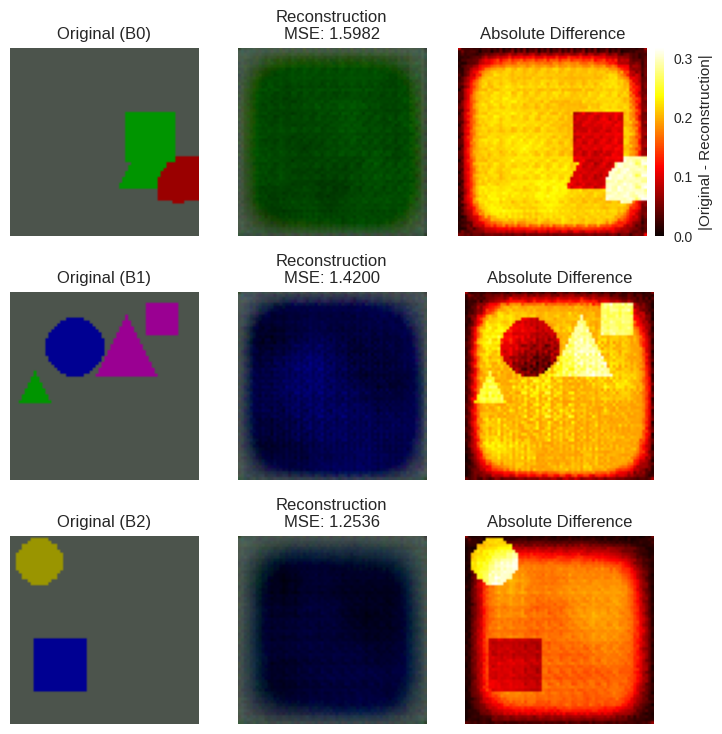 Original (B0)
Reconstruction
MSE: 1.5982
Absolute Difference
0.3
0.2
0.1
0.0
|Original - Reconstruction|
Original (B1)
Reconstruction
MSE: 1.4200
Absolute Difference
Original (B2)
Reconstruction
MSE: 1.2536
Absolute Difference